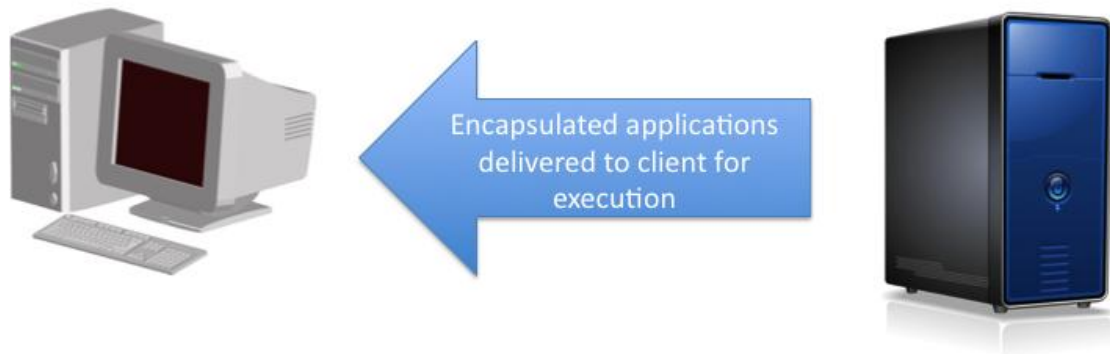 Encapsulated applications
delivered to client for
execution